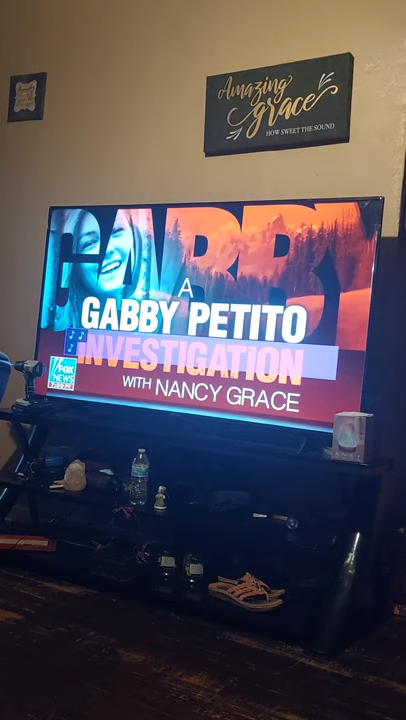 Amazing
grace
HOW SWEET THE SOUND
GABBY
A
GABBY PETITO
INVESTIGATION
WITH NANCY GRACE
FOX
NEWS